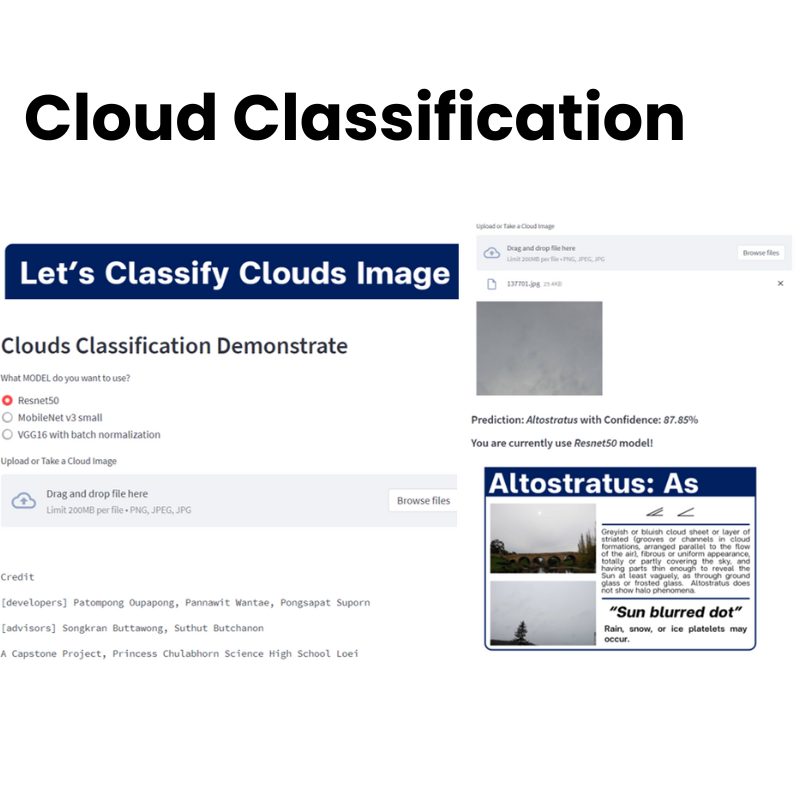 Cloud Classification
Let's Classify Clouds Image
Clouds Classification Demonstrate
What MODEL do you want to use?
Resnet50
MobileNet v3 small
VGG16 with batch normalization
Upload or Take a Cloud Image
Drag and drop file here
Limit 200MB per file • PNG, JPEG, JPG
Browse files
Credit
[developers] Patompong Oupapong, Pannawit Wantae, Pongsapat Suporn
[advisors] Songkran Buttawong, Suthut Butchanon
A Capstone Project, Princess Chulabhorn Science High School Loei
Upload or Take a Cloud Image
Drag and drop file here
Limit 200MB per file • PNG, JPEG, JPG
Browse files
137701.jpg 29.4KB
Prediction: Altostratus with Confidence: 87.85%
You are currently use Resnet50 model!
Altostratus: As
Greyish or bluish cloud sheet or layer of
striated (grooves or channels in cloud
formations, arranged parallel to the flow
of the air), fibrous or uniform appearance,
totally or partly covering the sky, and
having parts thin enough to reveal the
Sun at least vaguely, as through ground
glass or frosted glass. Altostratus does
not show halo phenomena.
“Sun blurred dot”
Rain, snow, or ice platelets may
occur.